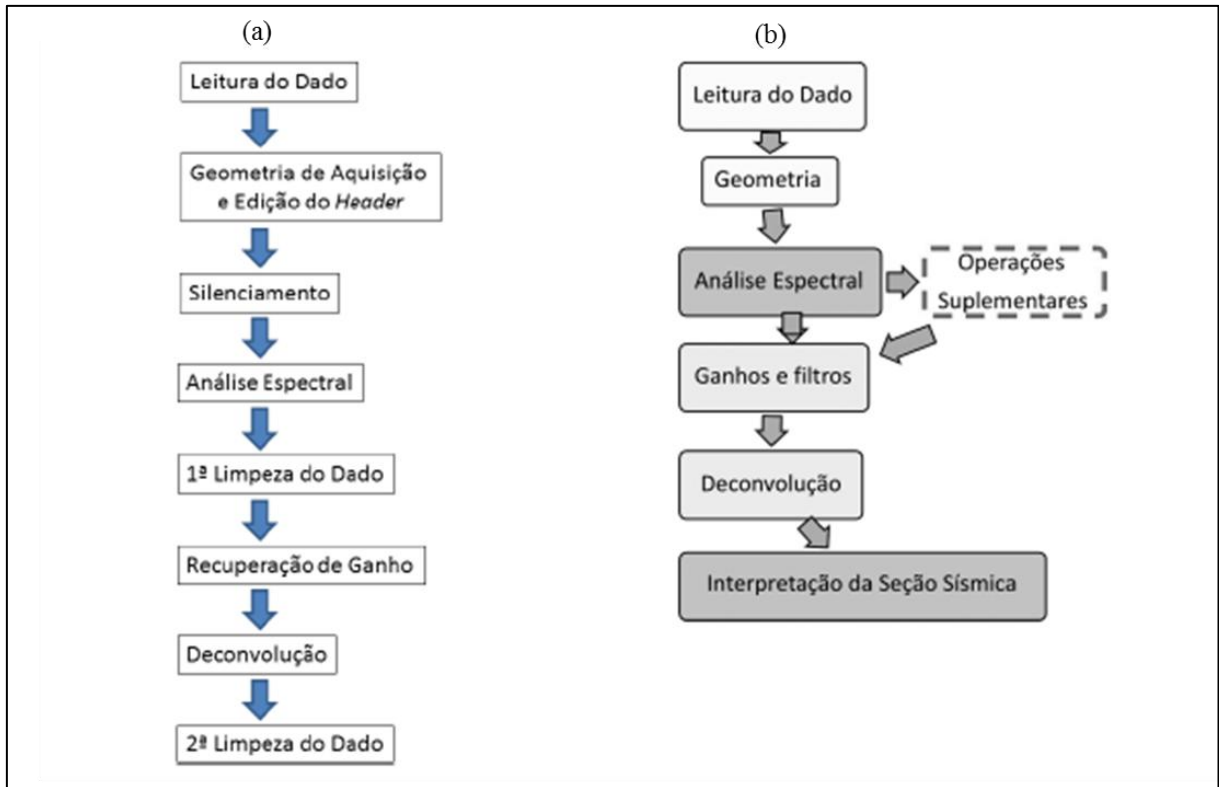 (a)
Leitura do Dado
Geometria de Aquisição
e Edição do Header
Silenciamento
Análise Espectral
1ª Limpeza do Dado
Recuperação de Ganho
Deconvolução
2ª Limpeza do Dado
(b)
Leitura do Dado
Geometria
Análise Espectral
Operações
Suplementares
Ganhos e filtros
Deconvolução
Interpretação da Seção Sísmica